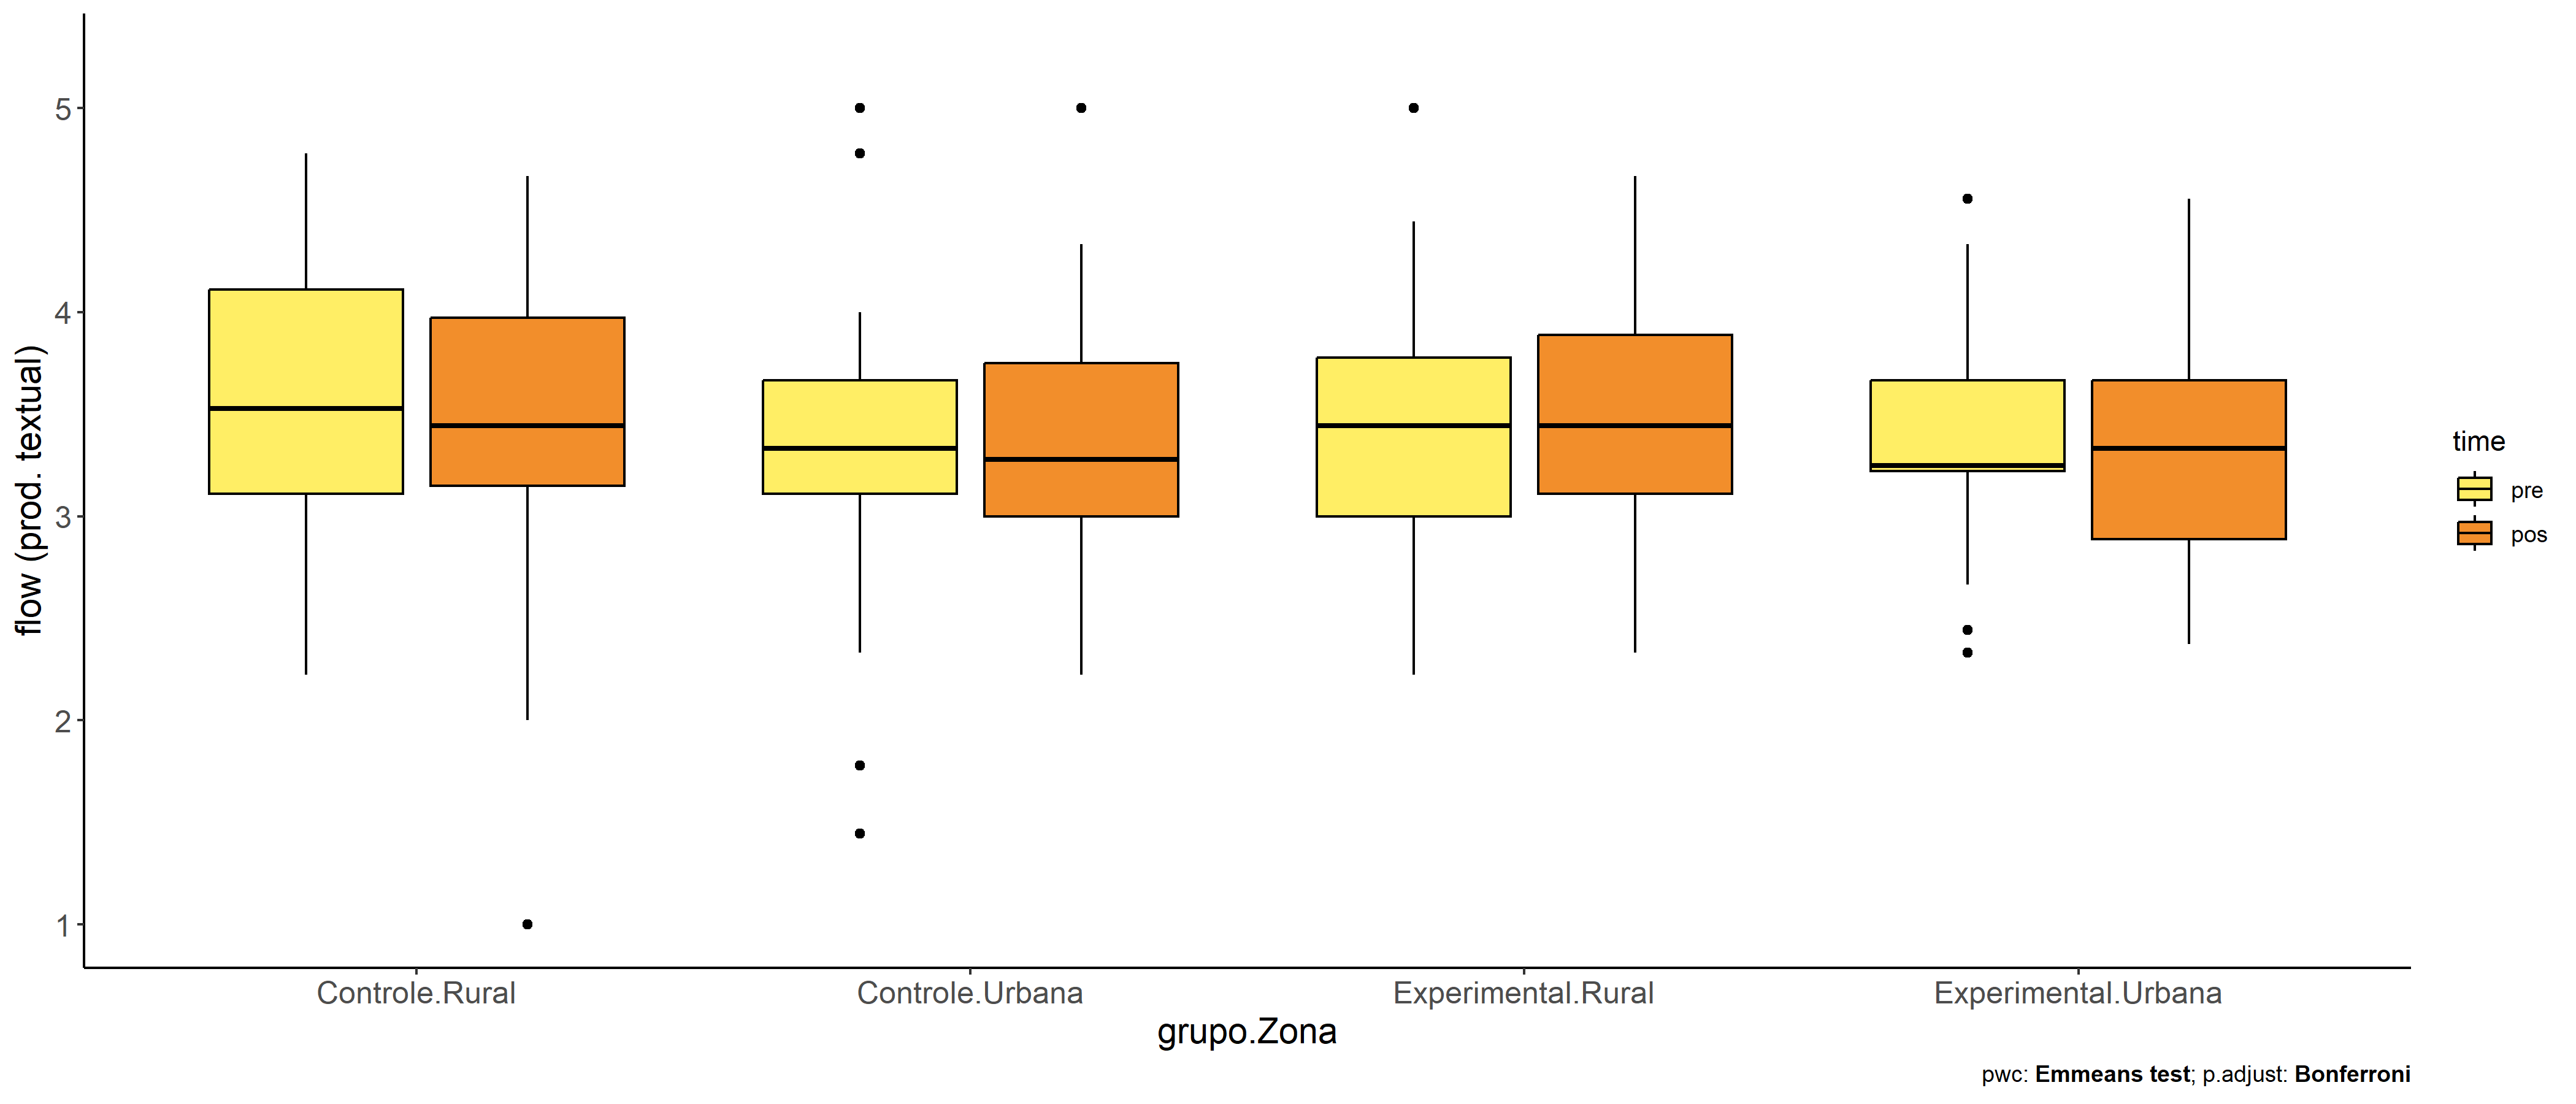 flow (prod. textual)
5
4
3
2
1
Controle.Rural
Controle.Urbana
Experimental.Rural
Experimental.Urbana
grupo.Zona
time
pre
pos
pwc: Emmeans test; p.adjust: Bonferroni